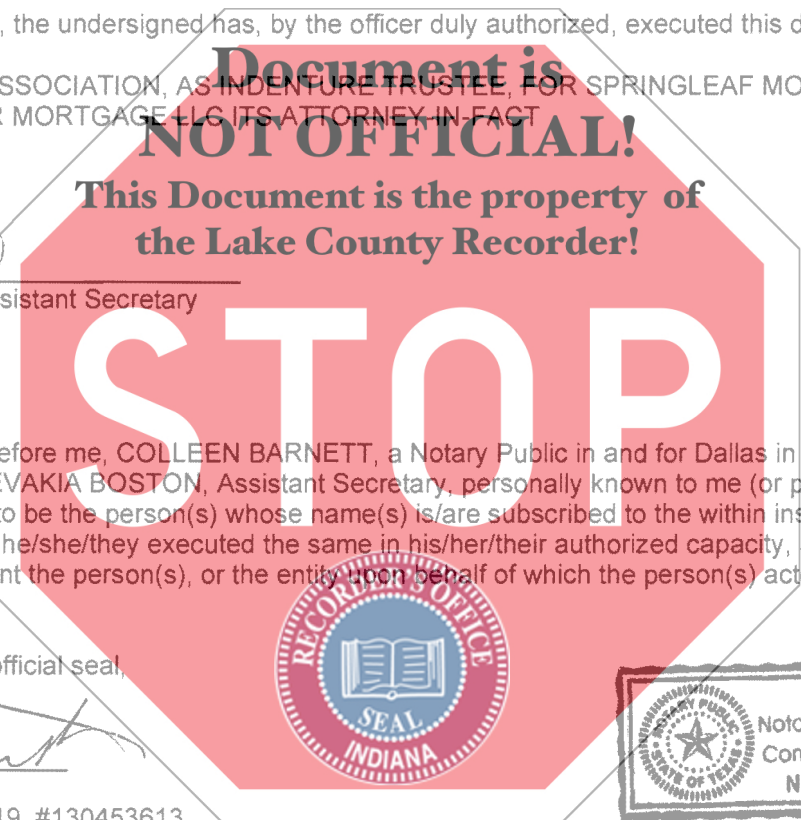 , the undersigned has, by the officer duly authorized, executed this d
Document is
SSOCIATION, AS INDENTURE TRUSTEE, FOR SPRINGLEAF MO
R MORTGAGE LLC ITS ATTORNEY-IN-FACT
NOT OFFICIAL!
This Document is the property of
the Lake County Recorder!
sistant Secretary
STOP
efore me, COLLEEN BARNETT, a Notary Public in and for Dallas in
EVAKIA BOSTON, Assistant Secretary, personally known to me (or p
to be the person(s) whose name(s) is/are subscribed to the within ins
he/she/they executed the same in his/her/their authorized capacity,
nt the person(s), or the entity upon behalf of which the person(s) act
RECORDER'S OFFICE
SEAL
INDIANA
fficial seal,
NOTARY PUBLIC
STATE OF TEXAS
Nota
Com
N
19 #130453613